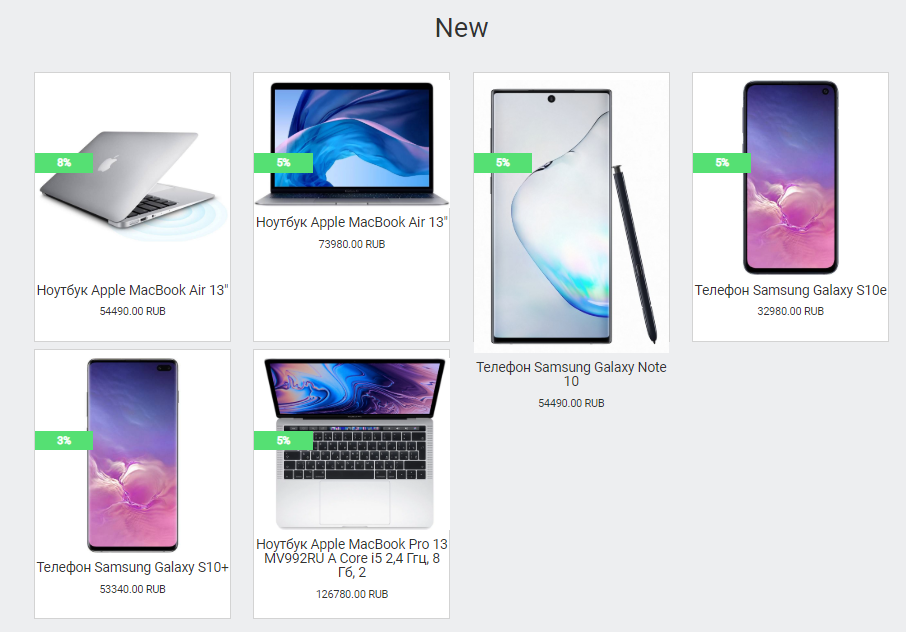 New
8%
Ноутбук Apple MacBook Air 13"
54490.00 RUB
5%
Ноутбук Apple MacBook Air 13"
73980.00 RUB
5%
Телефон Samsung Galaxy Note
10
54490.00 RUB
5%
Телефон Samsung Galaxy S10e
32980.00 RUB
3%
Телефон Samsung Galaxy S10+
53340.00 RUB
5%
Ноутбук Apple MacBook Pro 13
MV992RU A Core i5 2,4 Ггц, 8
Гб, 2
126780.00 RUB